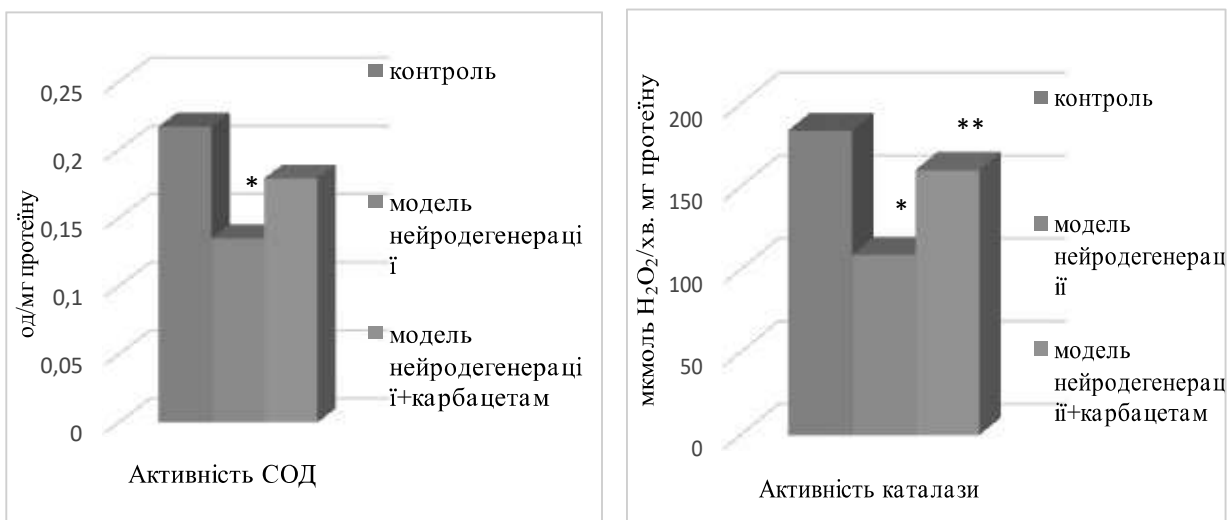 0,25
0,2
0,15
0,1
0,05
0
од/мг протеїну
*
контроль
модель
нейродегенераці
ї
модель
нейродегенераці
ї+карбацетам
Активність СОД
200
150
100
50
0
мкмоль H₂O₂/хв. мг протеїну
*
**
контроль
модель
нейродегенерац
ії
модель
нейродегенерац
ії+карбацетам
Активність каталази